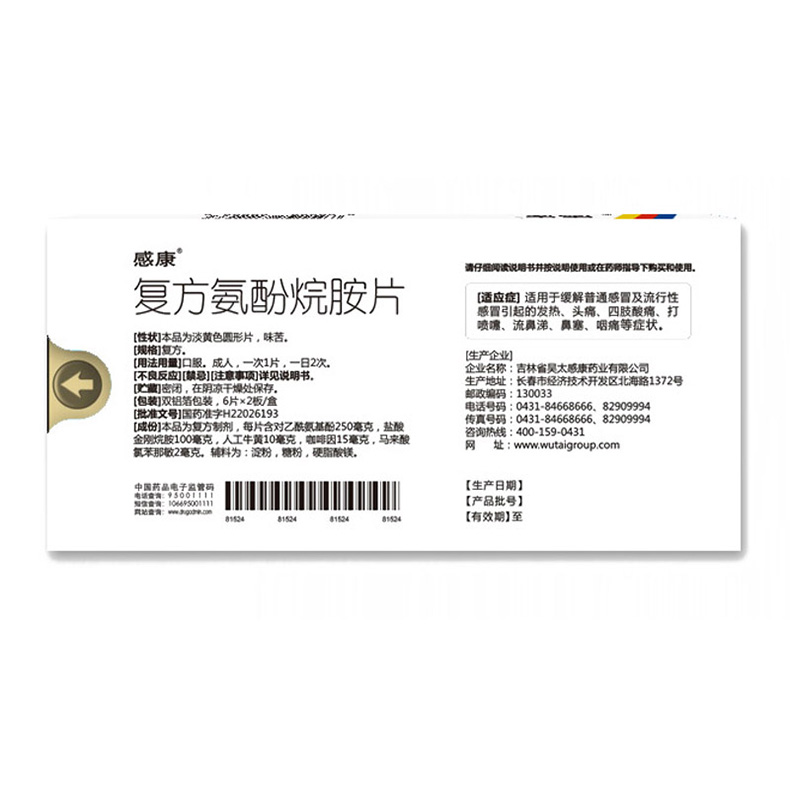 感康®
复方氨酚烷胺片
[性状]本品为淡黄色圆形片，味苦。
[规格]复方。
[用法用量]口服。成人，一次1片，一日2次。
[不良反应][禁忌][注意事项]详见说明书。
[贮藏]密闭，在阴凉干燥处保存。
[包装]双铝箔包装，6片×2板/盒
[批准文号]国药准字H22026193
[成份]本品为复方制剂，每片含对乙酰氨基酚250毫克，盐酸
金刚烷胺100毫克，人工牛黄10毫克，咖啡因15毫克，马来酸
氯苯那敏2毫克。辅料为：淀粉，糖粉，硬脂酸镁。
中国药品电子监管码
电话查询：95001111
短信查询：106695001111
网站查询：www.drugadmin.com
81524 81524 81524 81524
请仔细阅读说明书并按说明使用或在药师指导下购买和使用。
[适应症] 适用于缓解普通感冒及流行性
感冒引起的发热、头痛、四肢酸痛、打
喷嚏、流鼻涕、鼻塞、咽痛等症状。
[生产企业]
企业名称：吉林省吴太感康药业有限公司
生产地址：长春市经济技术开发区北海路1372号
邮政编码：130033
电话号码：0431-84668666、82909994
传真号码：0431-84668666、82909994
咨询热线：400-159-0431
网 址：www.wutaigroup.com
【生产日期】
【产品批号】
【有效期】至